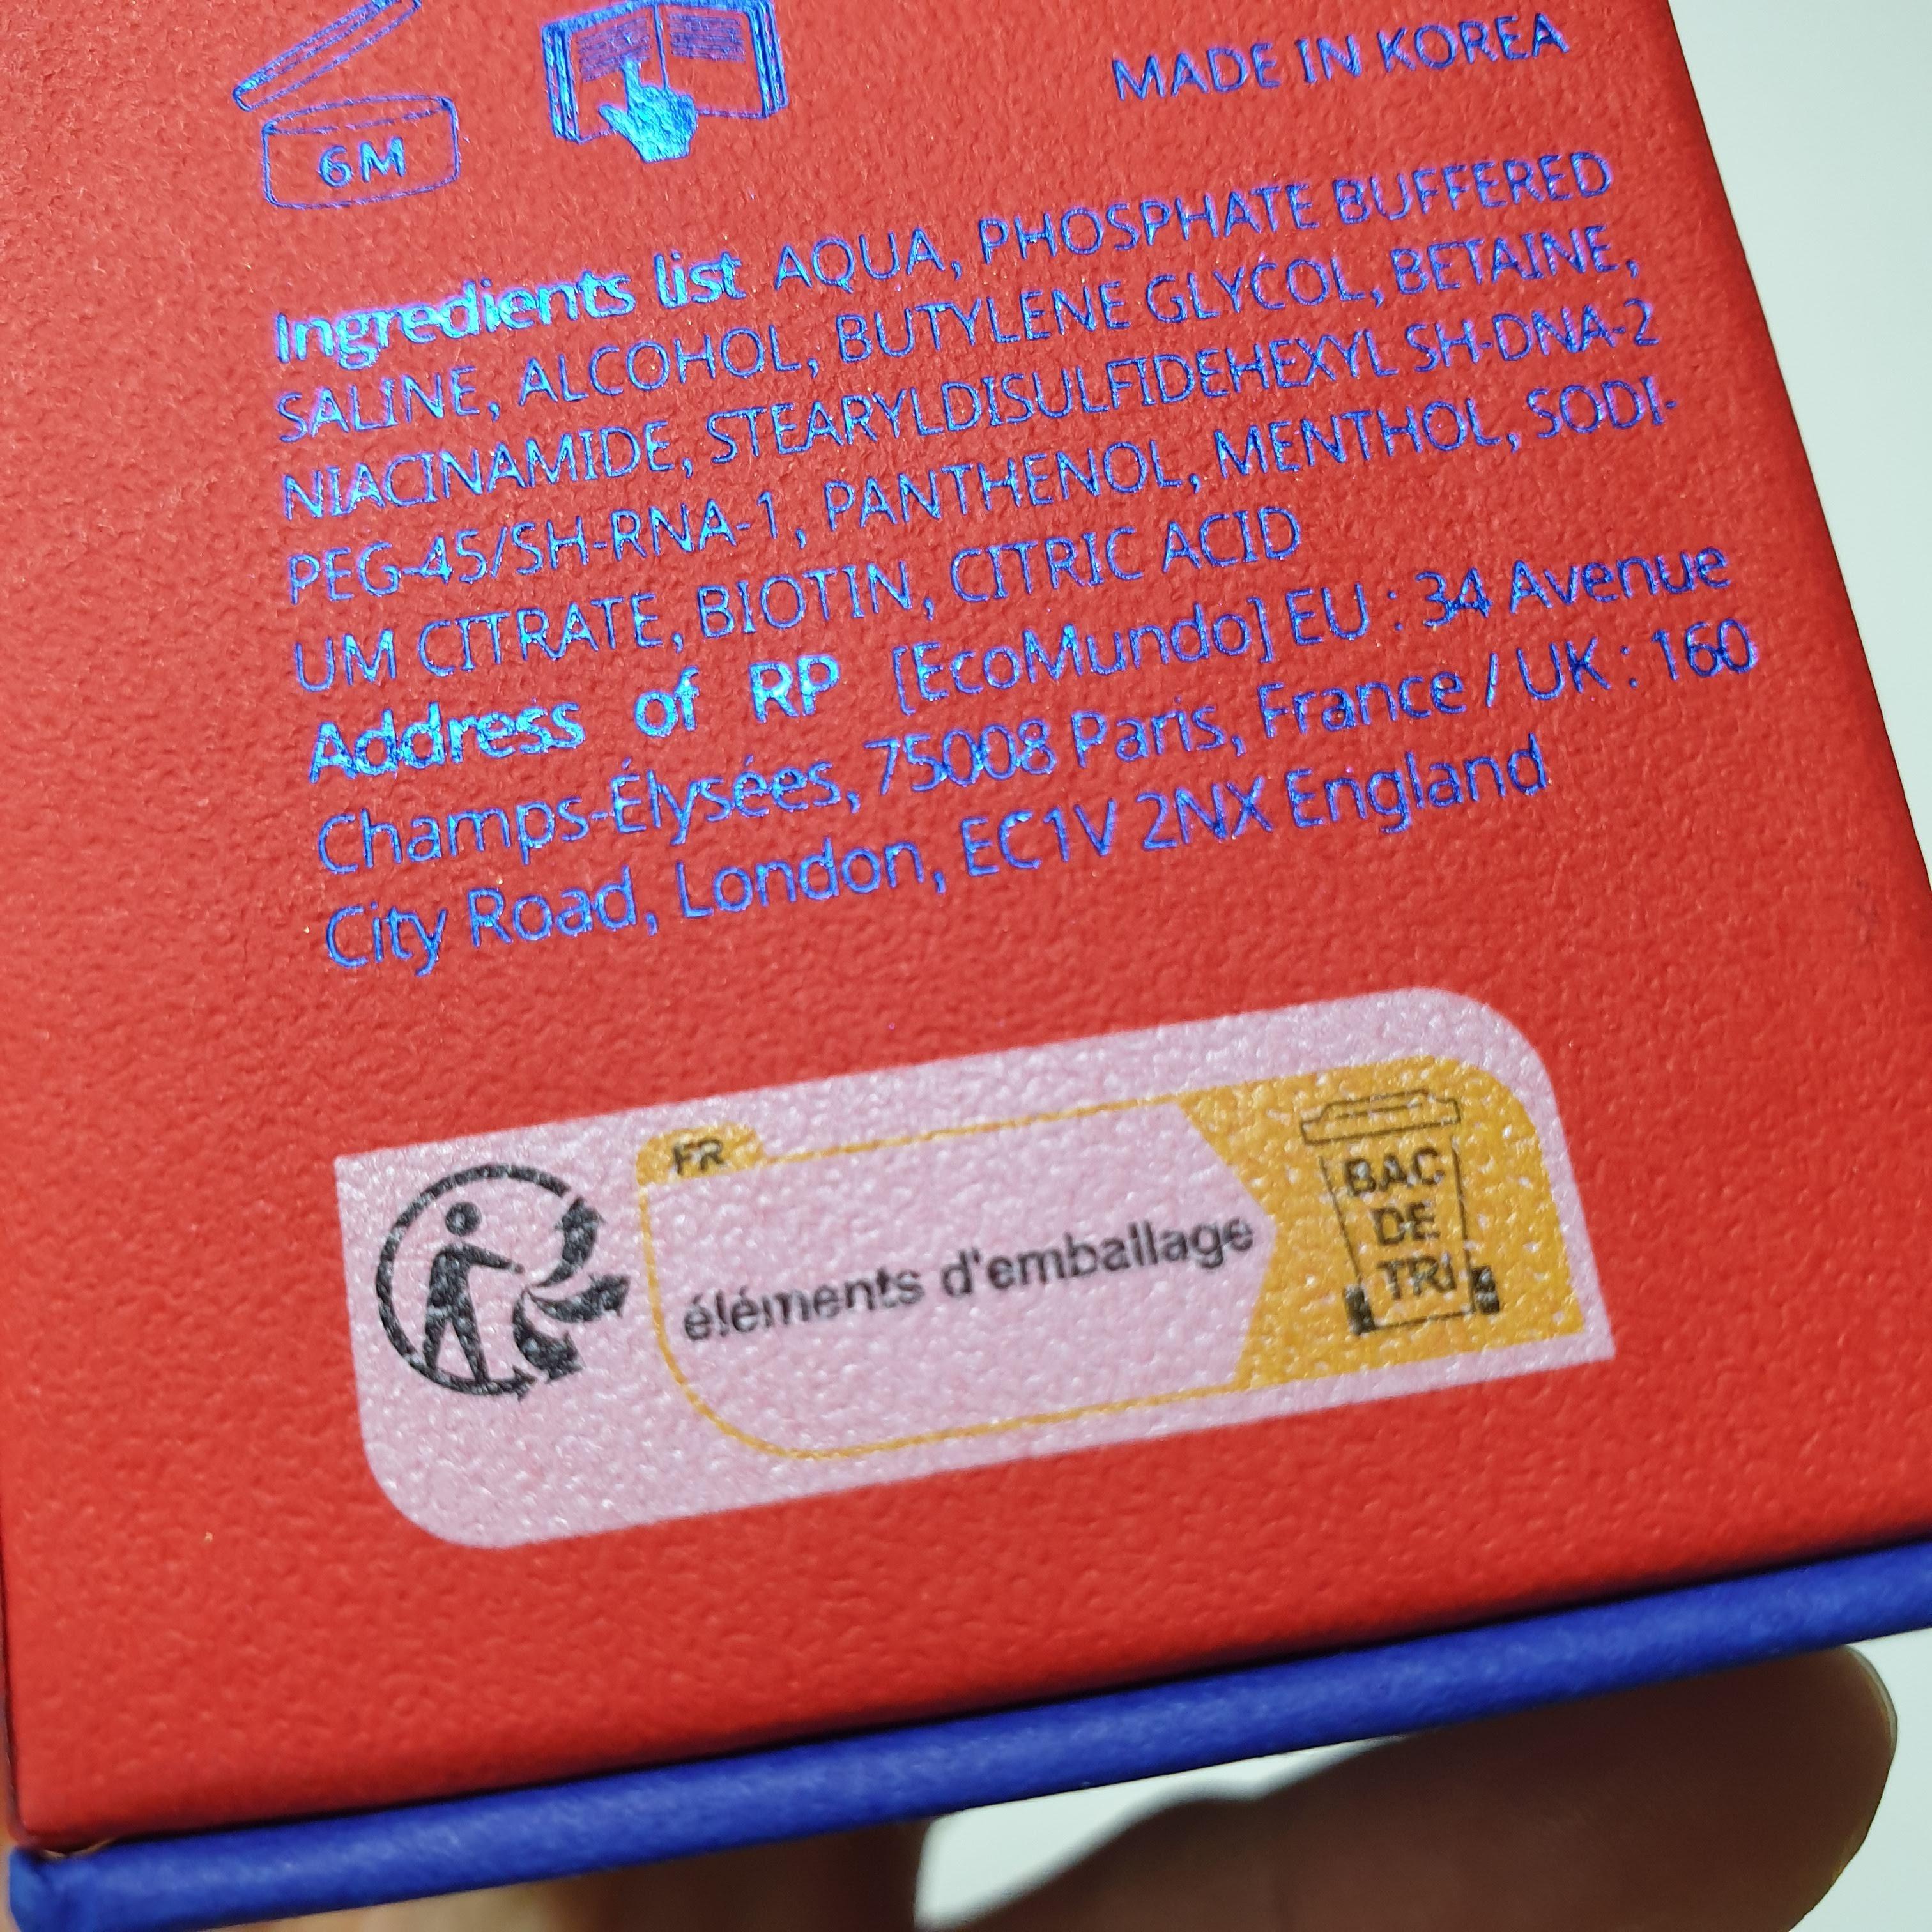 MADE IN KOREA
6M
Ingredients list AQUA, PHOSPHATE BUFFERED
SALINE, ALCOHOL, BUTYLENE GLYCOL, BETAINE,
NIACINAMIDE, STEARYLDISULFIDEHEXYL SH-DNA-2
PEG-45/SH-RNA-1, PANTHENOL, MENTHOL, SODI-
UM CITRATE, BIOTIN, CITRIC ACID
Address of RP [EcoMundo] EU : 34 Avenue
Champs-Élysées, 75008 Paris, France / UK : 160
City Road, London, EC1V 2NX England
FR
éléments d'emballage
BAC
DE
TRI